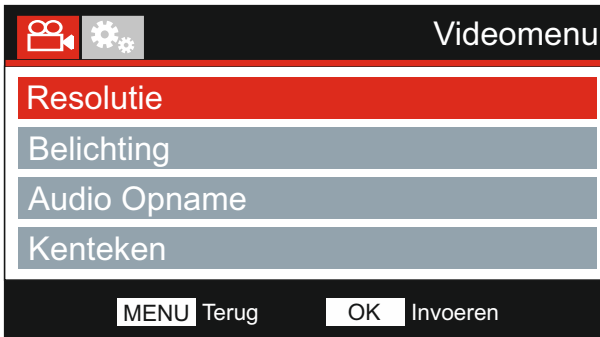 Videomenu
Resolutie
Belichting
Audio Opname
Kenteken
MENU Terug OK Invoeren